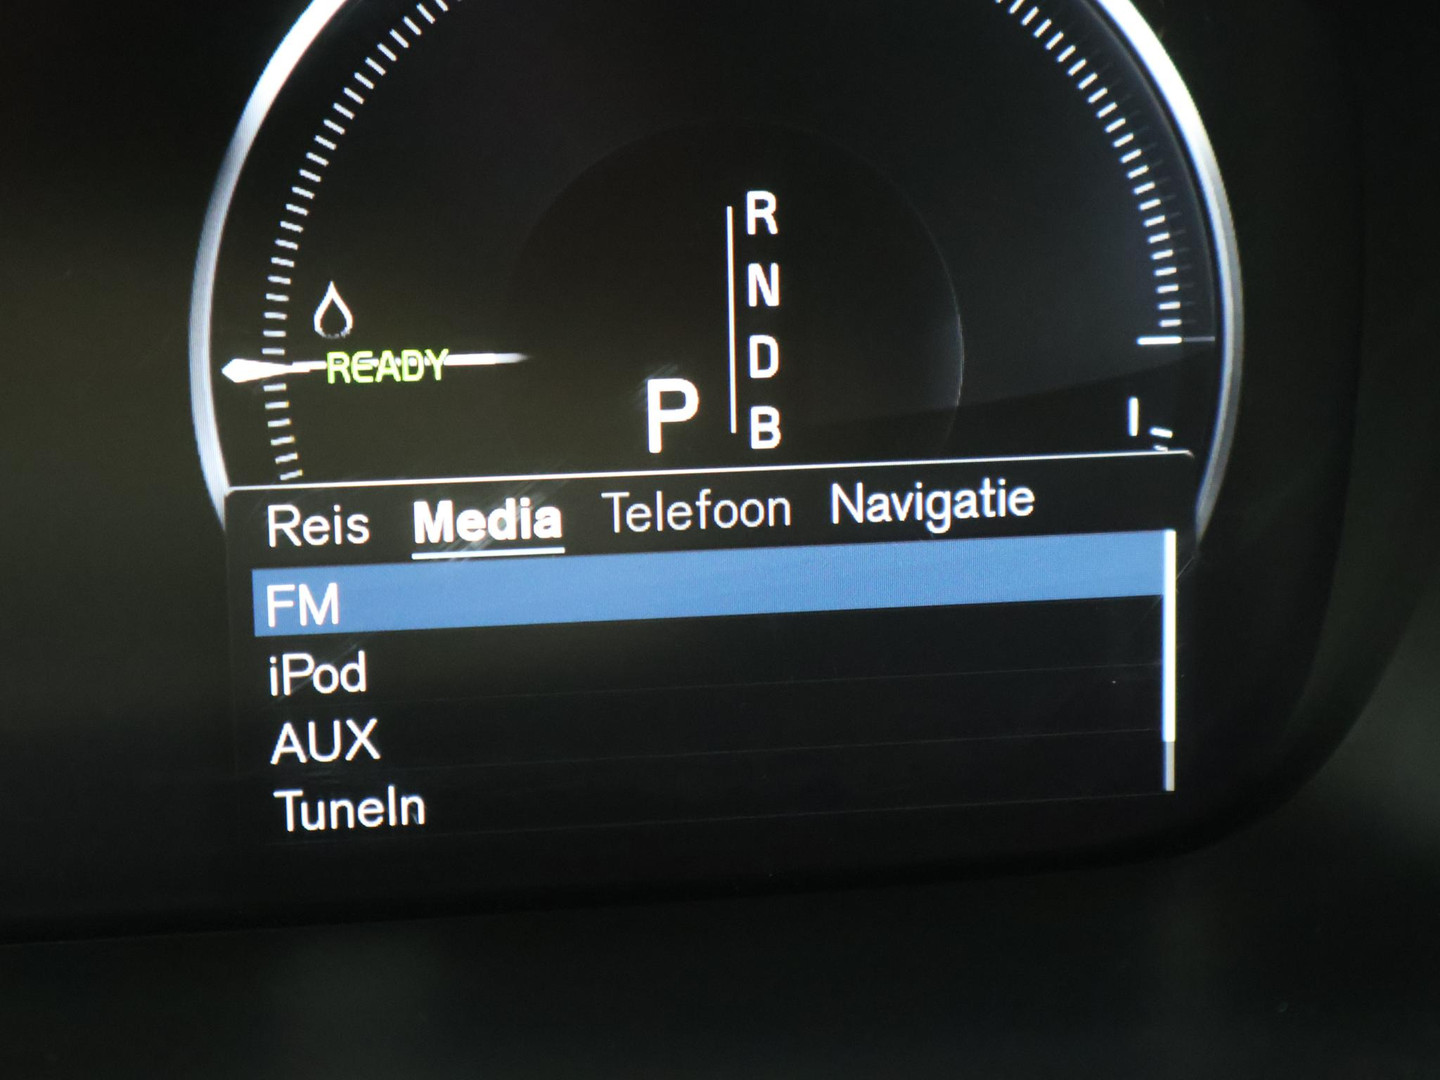 R
N
D
B
P
READY
Reis Media Telefoon Navigatie
FM
iPod
AUX
TuneIn